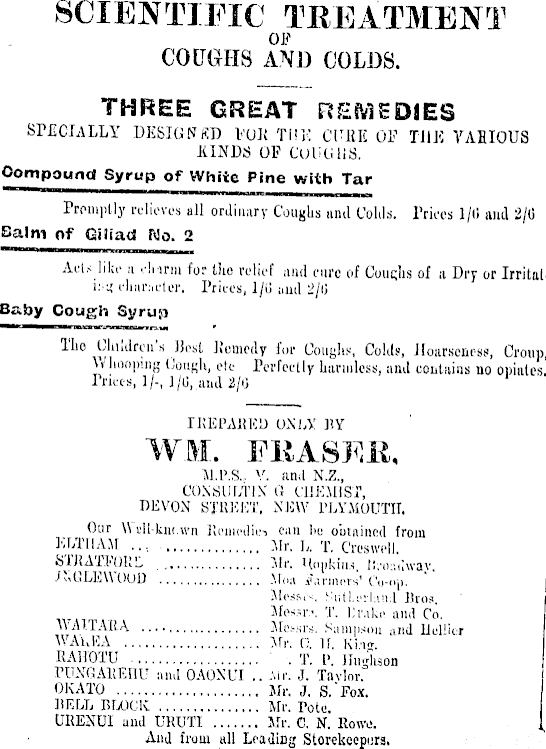 SCIENTIFIC TREATMENT
OF
COUGHS AND COLDS.
THREE GREAT REMEDIES
SPECIALLY DESIGNED FOR THE CURE OF THE VARIOUS
KINDS OF COUGHS.
Compound Syrup of White Pine with Tar
Promptly relieves all ordinary Coughs and Colds. Prices 1/6 and 2/6
Balm of Giliad No. 2
Acts like a charm for the relief and cure of Coughs of a Dry or Irritat-
ing character. Prices, 1/6 and 2/6
Baby Cough Syrup
The Children's Best Remedy for Coughs, Colds, Hoarseness, Croup,
Whooping Cough, etc Perfectly harmless, and contains no opiates.
Prices, 1/-, 1/6, and 2/6
PREPARED ONLY BY
WM. FRASER,
M.P.S., V. and N.Z.,
CONSULTING CHEMIST,
DEVON STREET, NEW PLYMOUTH.
Our Well-known Remedies can be obtained from
ELTHAM ... .............. Mr. L. T. Creswell.
STRATFORD .............. Mr. Hopkins, Broadway.
INGLEWOOD ............... Moa Farmers' Co-op.
Messrs. Sutherland Bros.
Messrs. T. Drake and Co.
WAITARA .................. Messrs. Sampson and Hellier
.................... Mr. C. H. King.
RAHOTU ................... T. P. Hughson
PUNGAREHU and OAONUI .. Mr. J. Taylor.
OKATO ..................... Mr. J. S. Fox.
BELL BLOCK ............... Mr. Pote.
URENUI and URUTI ....... Mr. C. N. Rowe.
And from all Leading Storekeepers.